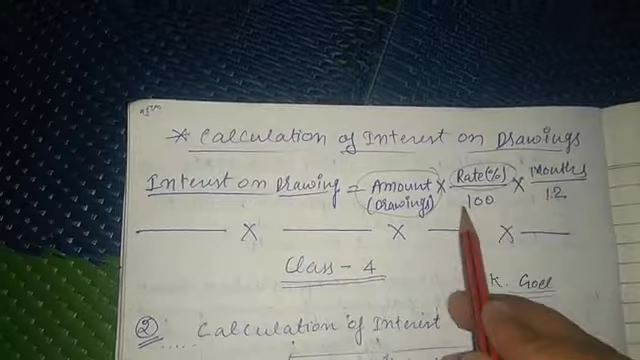 * Calculation of Interest on Drawings
Interest on Drawing = Amount (Drawings) × Rate(%) / 100 × Months / 12
× × ×
Class - 4
K. Goel
② Calculation of Interest